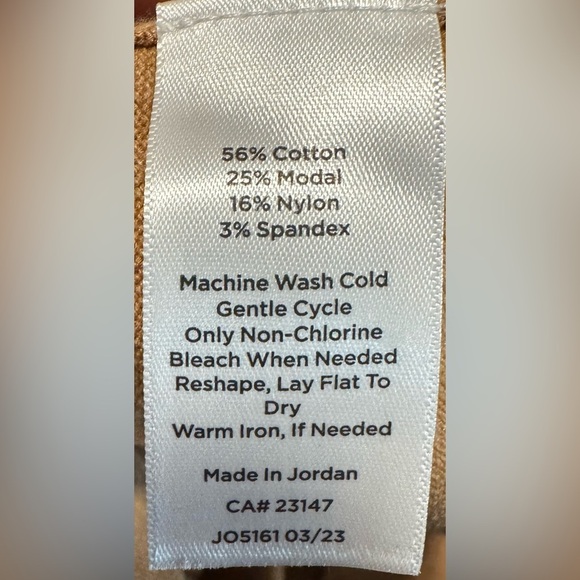 56% Cotton
25% Modal
16% Nylon
3% Spandex
Machine Wash Cold
Gentle Cycle
Only Non-Chlorine
Bleach When Needed
Reshape, Lay Flat To
Dry
Warm Iron, If Needed
Made In Jordan
CA# 23147
JO5161 03/23